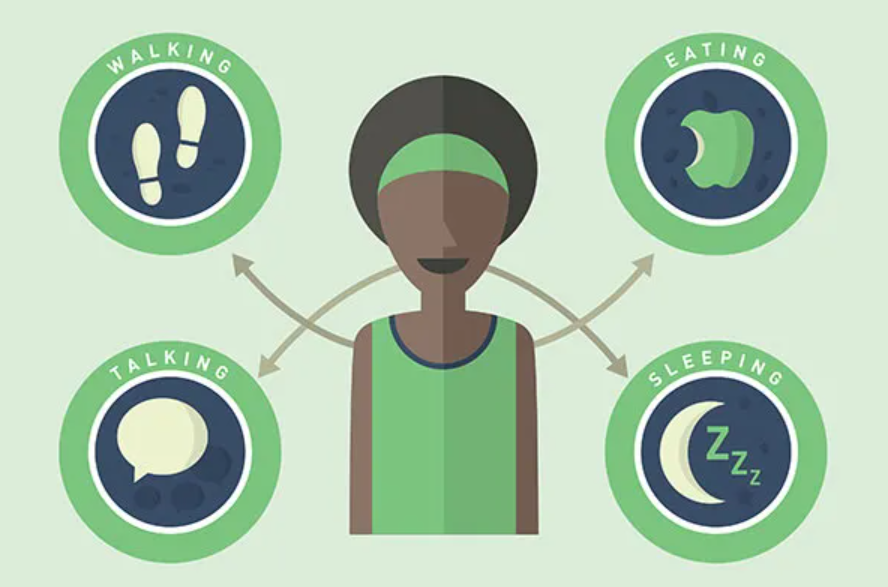 WALKING
EATING
TALKING
SLEEPING
Z
Z
Z